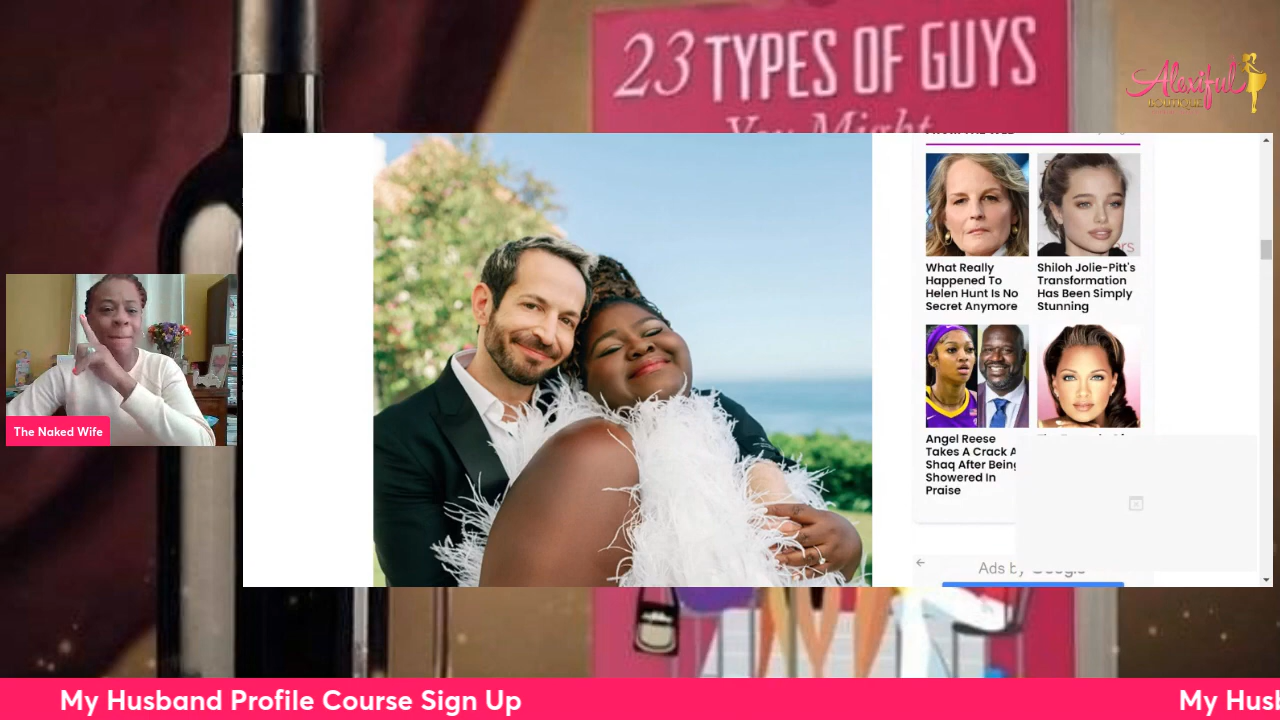 23 TYPES OF GUYS
You Might
Alexiful
BOUTIQUE
What Really
Happened To
Helen Hunt Is No
Secret Anymore
Shiloh Jolie-Pitt's
Transformation
Has Been Simply
Stunning
Angel Reese
Takes A Crack A
Shaq After Being
Showered In
Praise
Ads by Google
The Naked Wife
My Husband Profile Course Sign Up
My Husb